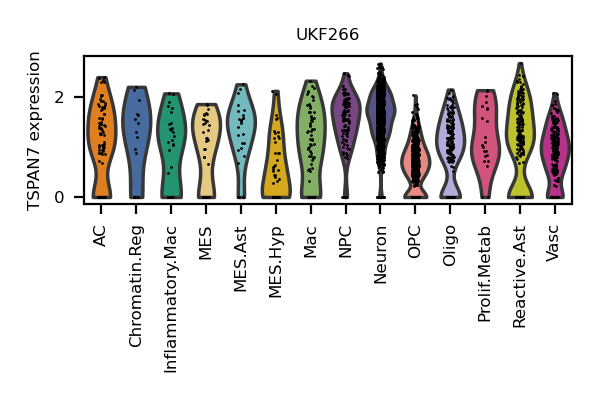 UKF266
TSPAN7 expression
2
0
AC
Chromatin.Reg
Inflammatory.Mac
MES
MES.Ast
MES.Hyp
Mac
NPC
Neuron
OPC
Oligo
Prolif.Metab
Reactive.Ast
Vasc